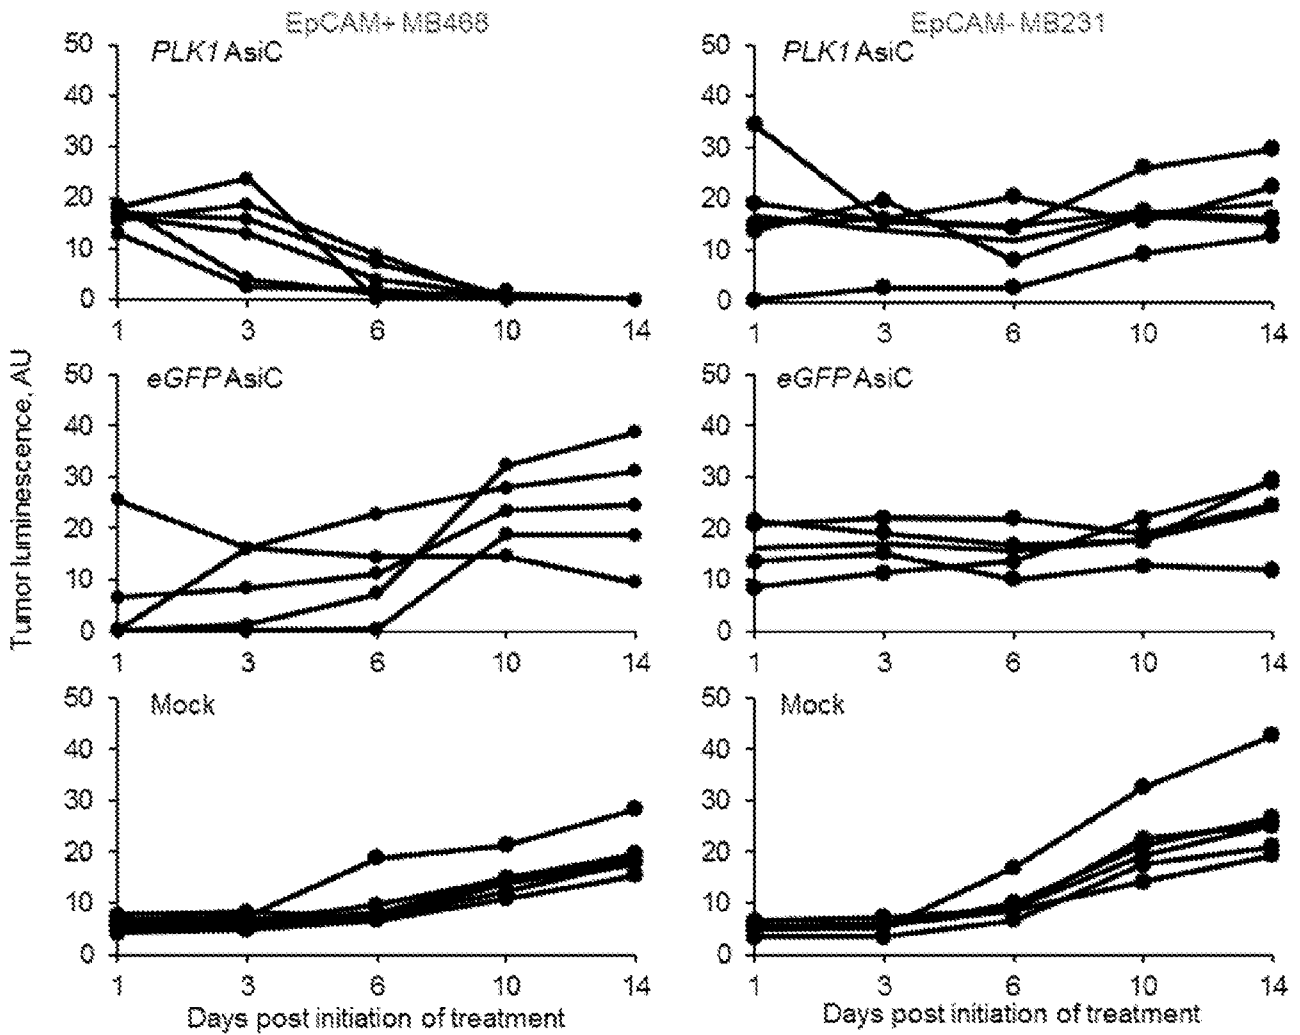 EpCAM+ MB468
EpCAM- MB231
PLK1 AsiC
PLK1 AsiC
50
40
30
20
10
0
1 3 6 10 14
50
40
30
20
10
0
1 3 6 10 14
Tumor luminescence, AU
eGFP AsiC
eGFP AsiC
50
40
30
20
10
0
1 3 6 10 14
50
40
30
20
10
0
1 3 6 10 14
Mock
Mock
50
40
30
20
10
0
1 3 6 10 14
50
40
30
20
10
0
1 3 6 10 14
Days post initiation of treatment
Days post initiation of treatment